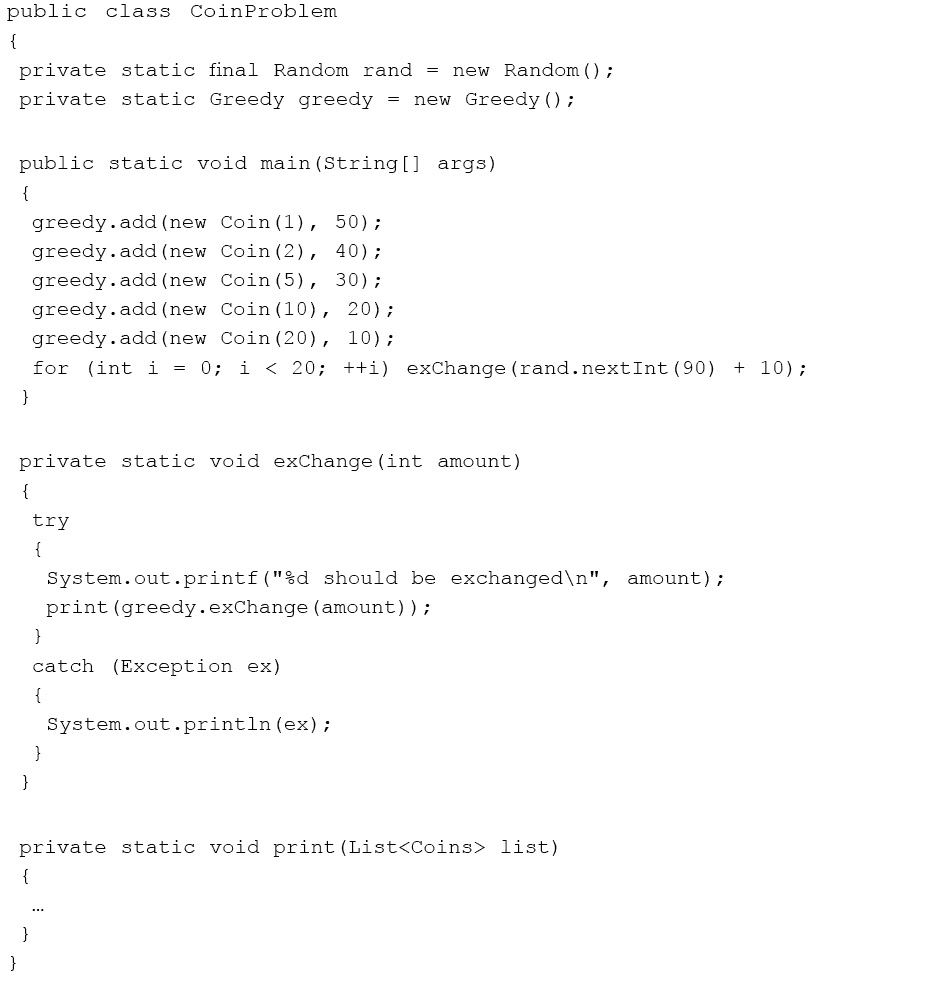 public class CoinProblem
{
 private static final Random rand = new Random();
 private static Greedy greedy = new Greedy();

 public static void main(String[] args)
 {
  greedy.add(new Coin(1), 50);
  greedy.add(new Coin(2), 40);
  greedy.add(new Coin(5), 30);
  greedy.add(new Coin(10), 20);
  greedy.add(new Coin(20), 10);
  for (int i = 0; i < 20; ++i) exChange(rand.nextInt(90) + 10);
 }

 private static void exChange(int amount)
 {
  try
  {
   System.out.printf("%d should be exchanged\n", amount);
   print(greedy.exChange(amount));
  }
  catch (Exception ex)
  {
   System.out.println(ex);
  }
 }

 private static void print(List<Coins> list)
 {
  …
 }
}